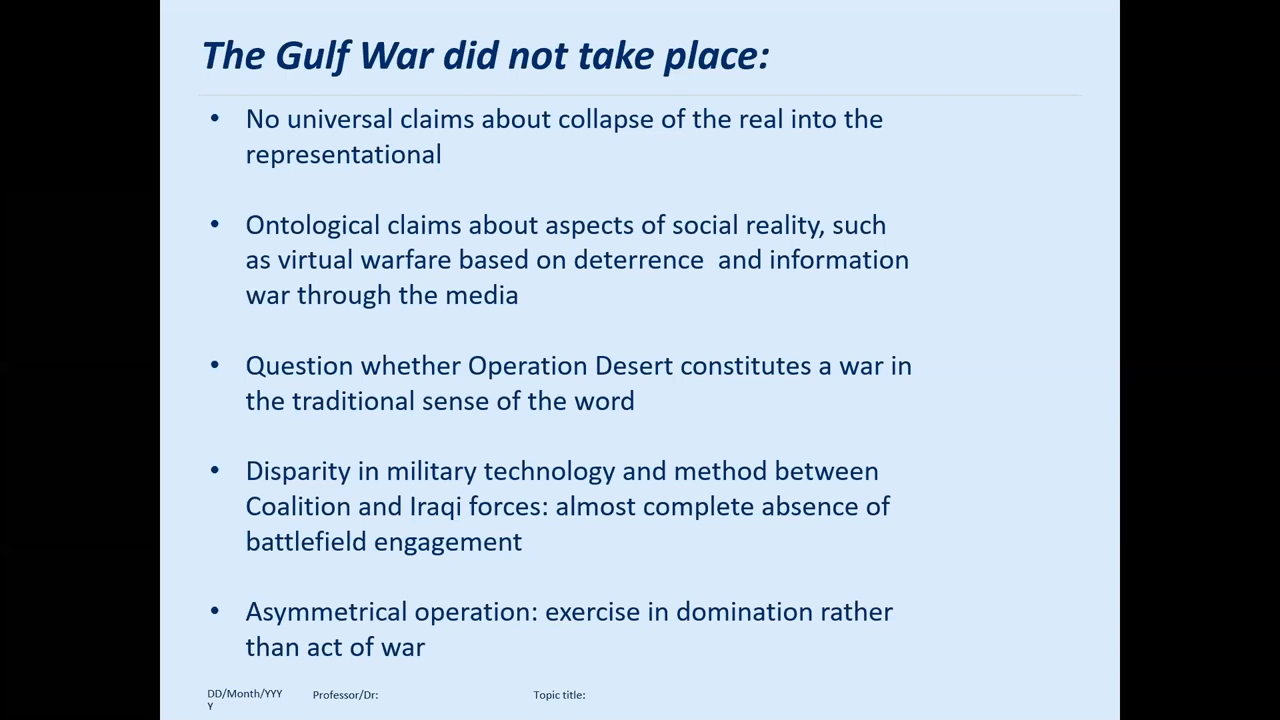 The Gulf War did not take place:
• No universal claims about collapse of the real into the
representational
• Ontological claims about aspects of social reality, such
as virtual warfare based on deterrence  and information
war through the media
• Question whether Operation Desert constitutes a war in
the traditional sense of the word
• Disparity in military technology and method between
Coalition and Iraqi forces: almost complete absence of
battlefield engagement
• Asymmetrical operation: exercise in domination rather
than act of war
DD/Month/YYY
Y
Professor/Dr:
Topic title: